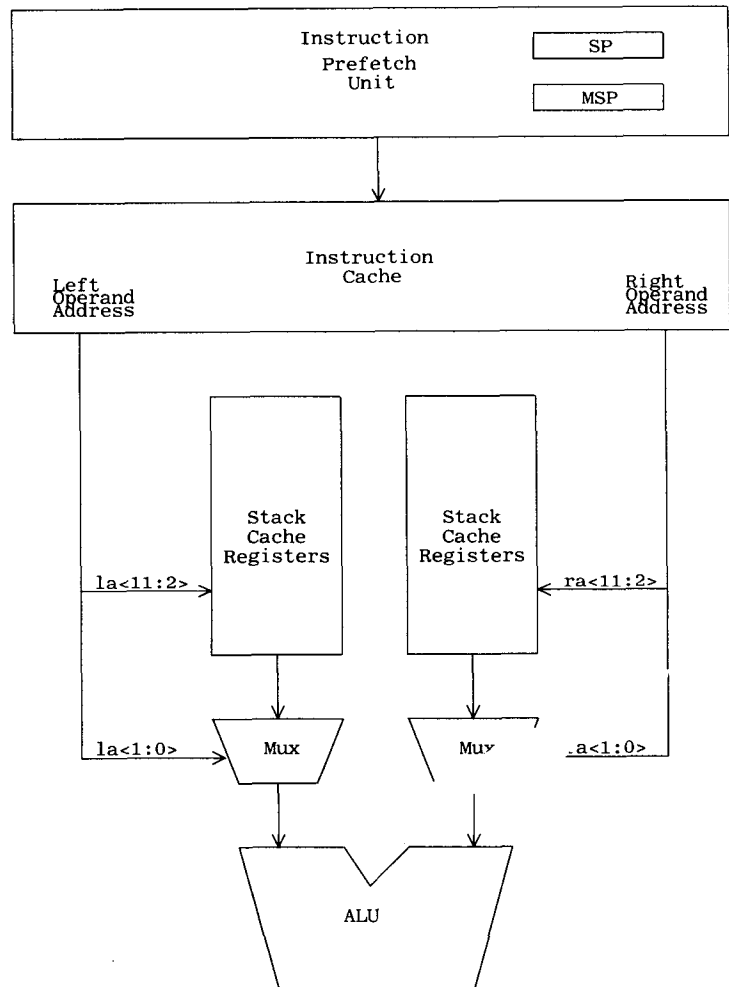 Instruction
Prefetch
Unit
SP
MSP
Instruction
Cache
Left
Operand
Address
Right
Operand
Address
Stack
Cache
Registers
Stack
Cache
Registers
la<11:2>
ra<11:2>
la<1:0>
Mux
ALU